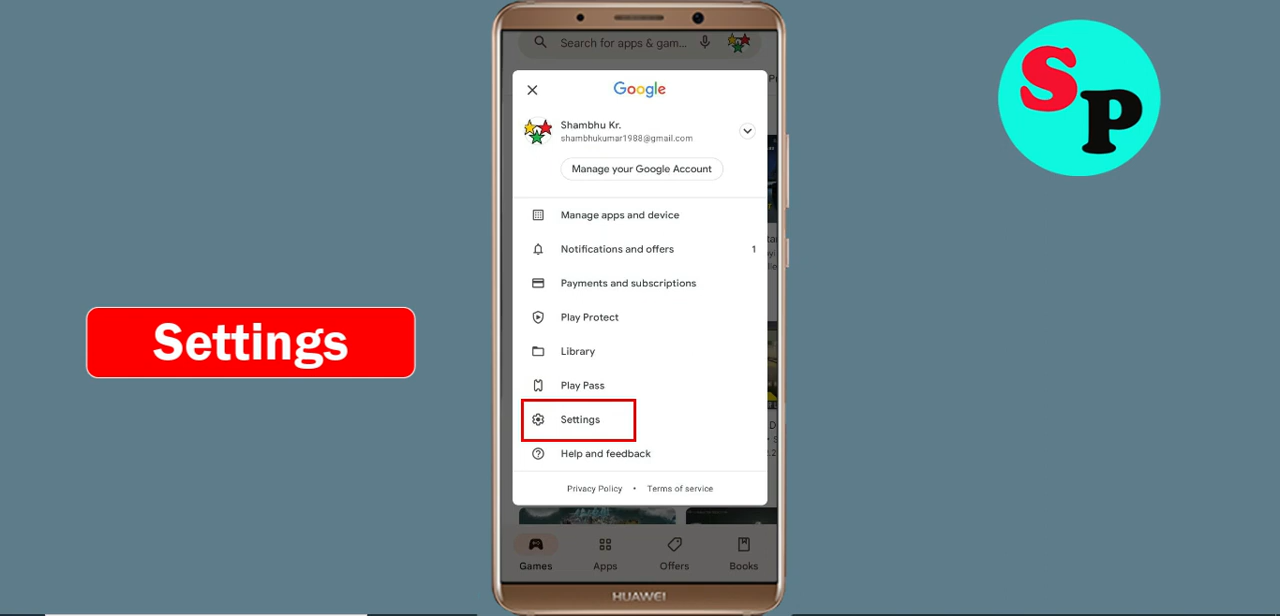 Search for apps & gam...
Google
Shambhu Kr.
shambhukumar1988@gmail.com
Manage your Google Account
Manage apps and device
Notifications and offers 1
Payments and subscriptions
Play Protect
Library
Play Pass
Settings
Help and feedback
Privacy Policy • Terms of service
Games Apps Offers Books
HUAWEI
Settings
SP